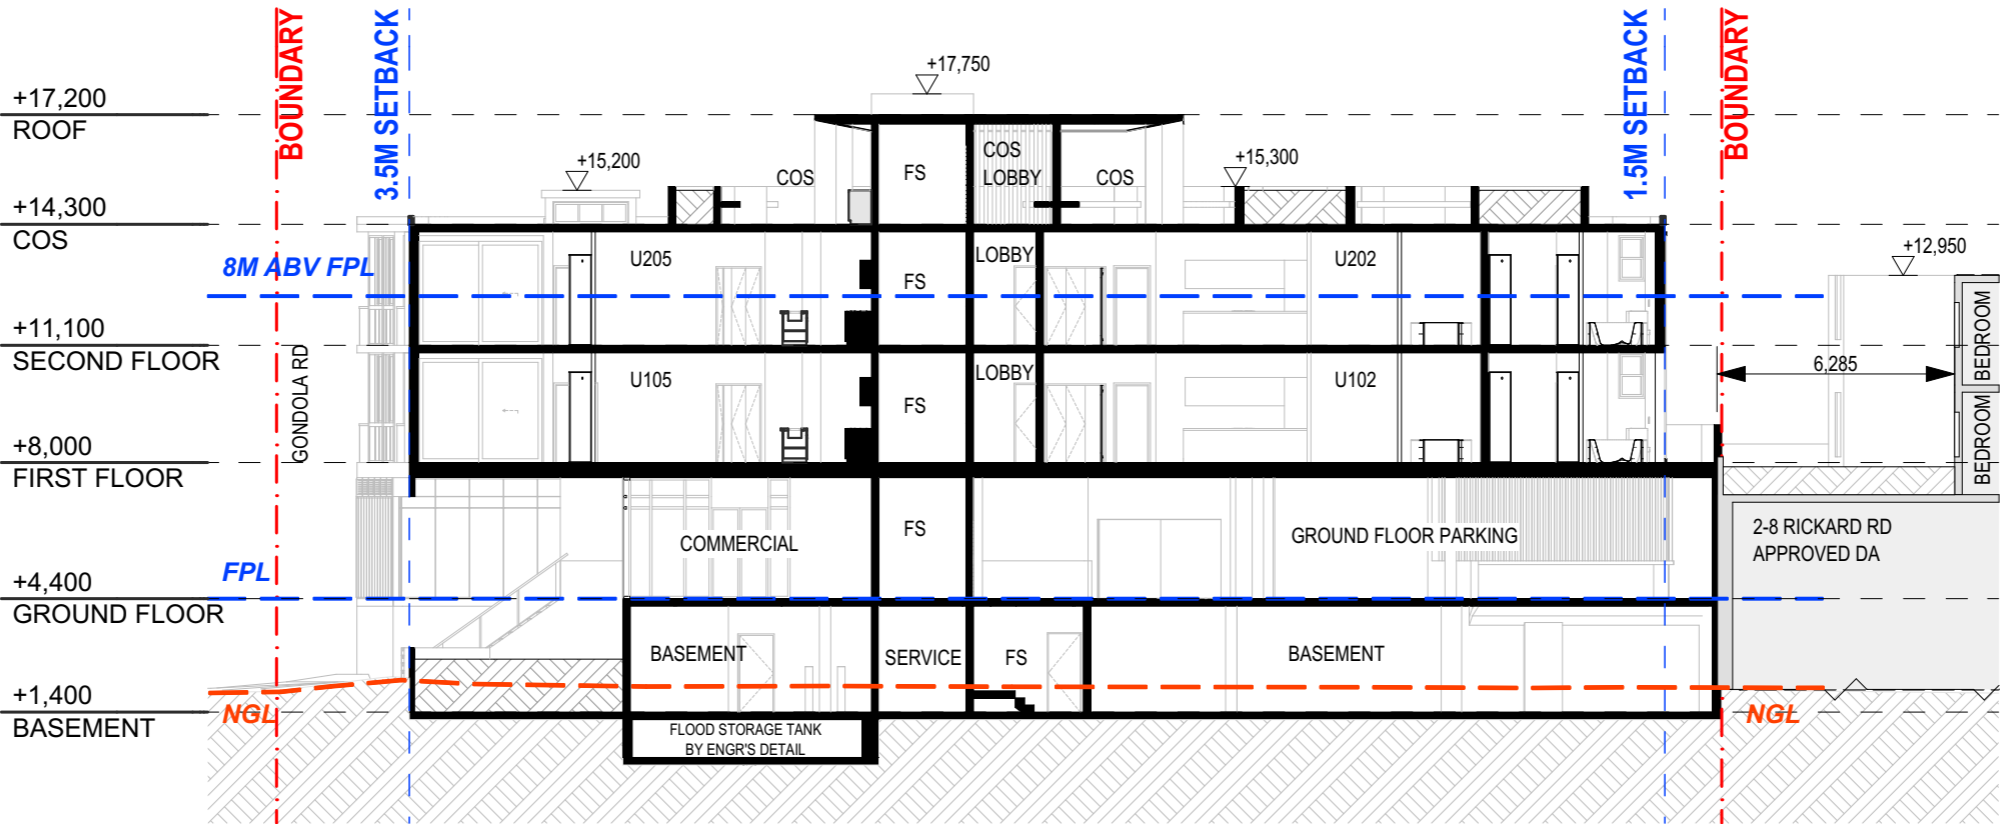 BOUNDARY
3.5M SETBACK
1.5M SETBACK
BOUNDARY
+17,750
+17,200
ROOF
+15,200
COS
FS
COS
LOBBY
COS
+15,300
+14,300
COS
8M ABV FPL
U205
FS
LOBBY
U202
+12,950
+11,100
SECOND FLOOR
GONDOLA RD
U105
FS
LOBBY
U102
6,285
BEDROOM
BEDROOM
+8,000
FIRST FLOOR
COMMERCIAL
FS
GROUND FLOOR PARKING
2-8 RICKARD RD
APPROVED DA
FPL
+4,400
GROUND FLOOR
BASEMENT
SERVICE
FS
BASEMENT
+1,400
BASEMENT
NGL
NGL
FLOOD STORAGE TANK
BY ENGR'S DETAIL